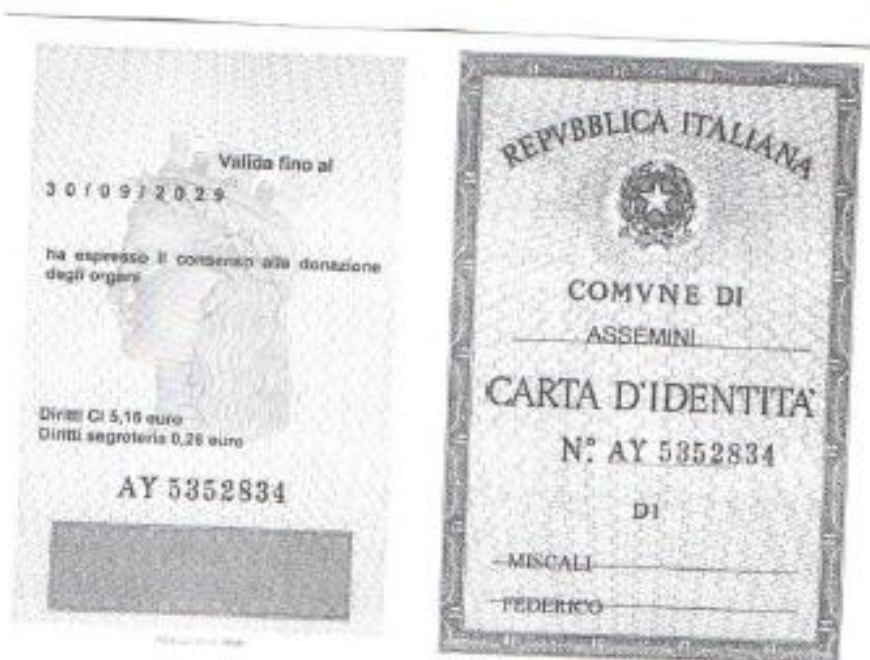 Valida fino al
30/09/2029
ha espresso il consenso alla donazione
degli organi
Diritti CI 5,16 euro
Diritti segreteria 0,26 euro
AY 5352834
REPVBBLICA ITALIANA
COMVNE DI
ASSEMINI
CARTA D'IDENTITÀ
N° AY 5352834
DI
MISCALI
FEDERICO